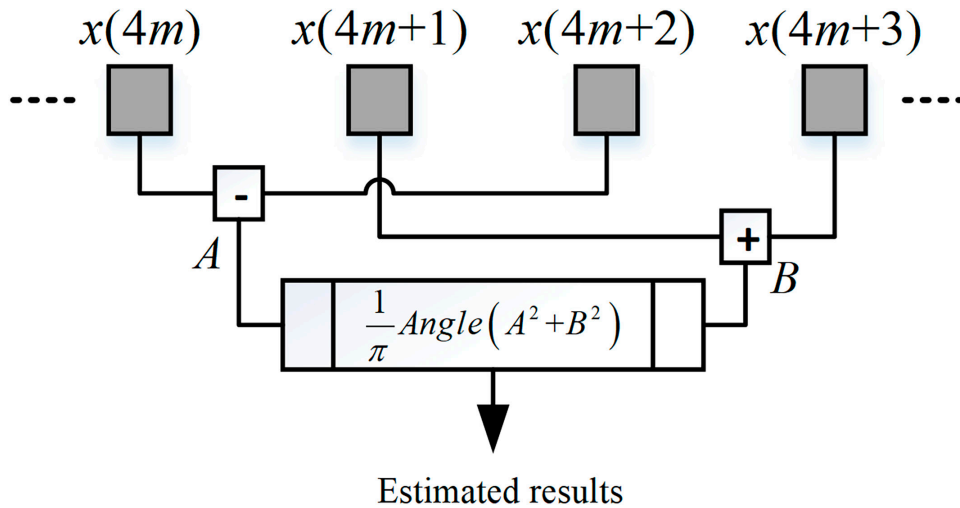 x(4m) x(4m+1) x(4m+2) x(4m+3)
-
+
A
B
1/π Angle(A²+B²)
Estimated results